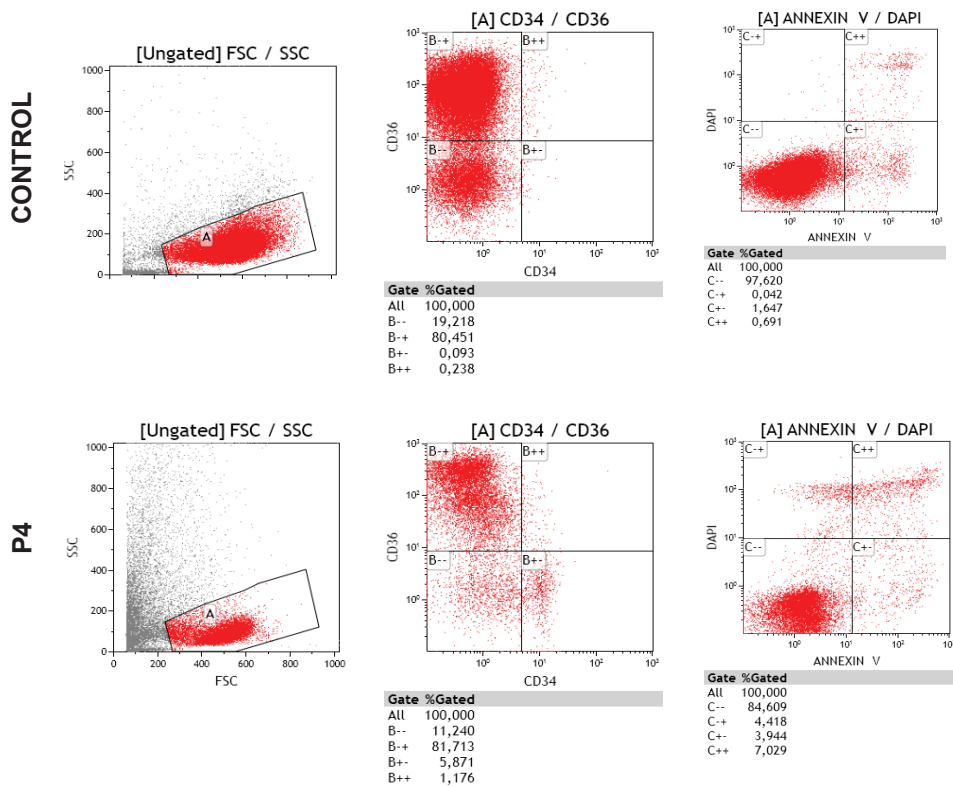 CONTROL
[Ungated] FSC / SSC
1000
800
600
400
200
0
SSC
A
[A] CD34 / CD36
10³
10²
10¹
10⁰
CD36
B-+
B++
B--
B+-
10⁰
10¹
10²
10³
CD34
Gate %Gated
All 100,000
B-- 19,218
B-+ 80,451
B+- 0,093
B++ 0,238
[A] ANNEXIN V / DAPI
10³
10²
10¹
10⁰
DAPI
C-+
C++
C--
C+-
10⁰
10¹
10²
10³
ANNEXIN V
Gate %Gated
All 100,000
C-- 97,620
C-+ 0,042
C+- 1,647
C++ 0,691
P4
[Ungated] FSC / SSC
1000
800
600
400
200
0
SSC
A
0 200 400 600 800 1000
FSC
[A] CD34 / CD36
10³
10²
10¹
10⁰
CD36
B-+
B++
B--
B+-
10⁰
10¹
10²
10³
CD34
Gate %Gated
All 100,000
B-- 11,240
B-+ 81,713
B+- 5,871
B++ 1,176
[A] ANNEXIN V / DAPI
10³
10²
10¹
10⁰
DAPI
C-+
C++
C--
C+-
10⁰
10¹
10²
10³
ANNEXIN V
Gate %Gated
All 100,000
C-- 84,609
C-+ 4,418
C+- 3,944
C++ 7,029